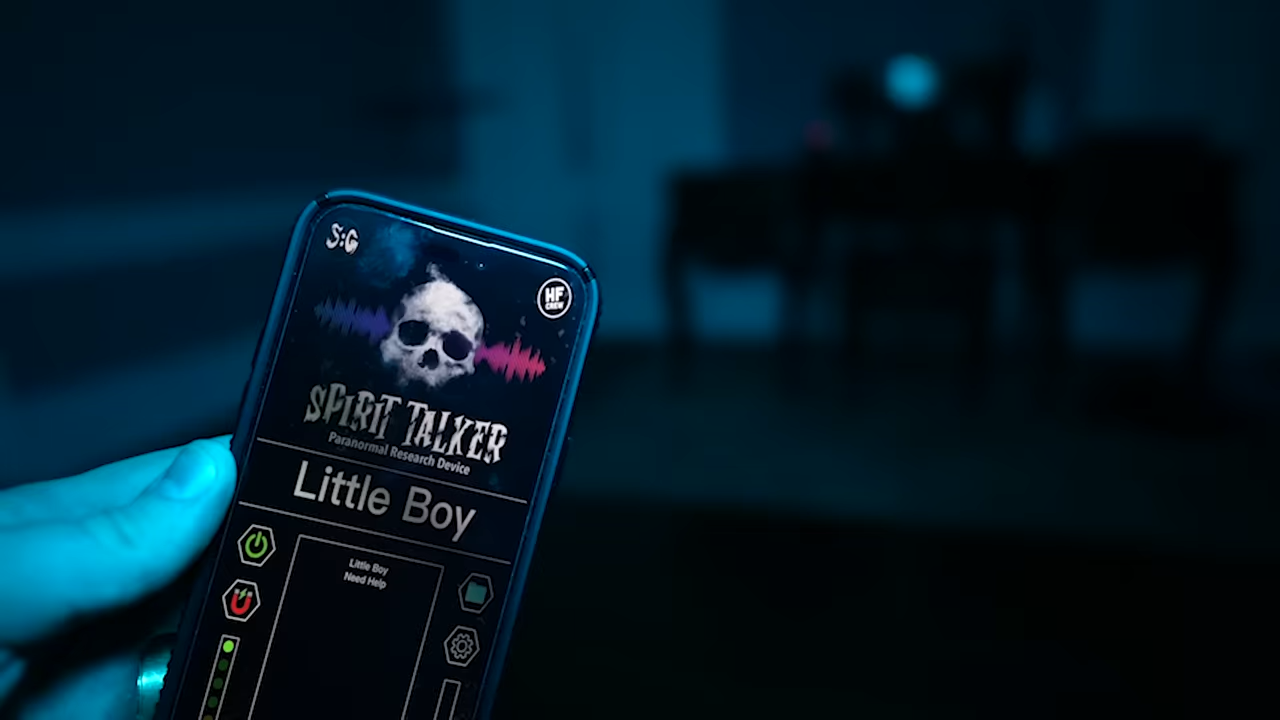 S:G
HF
CREW
SPIRIT TALKER
Paranormal Research Device
Little Boy
Little Boy
Need Help